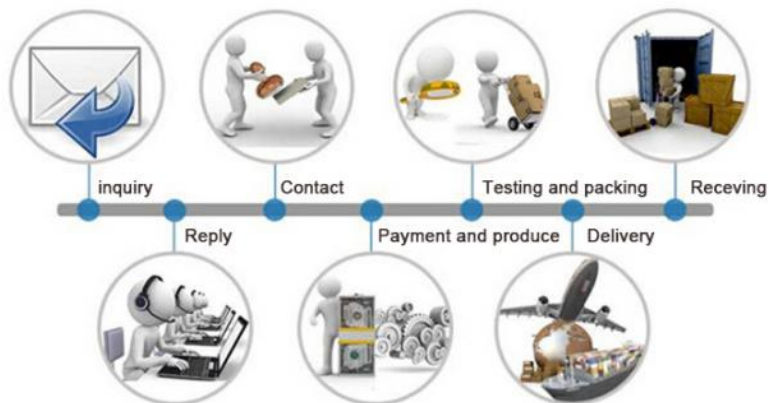 inquiry
Reply
Contact
Payment and produce
Testing and packing
Delivery
Receving